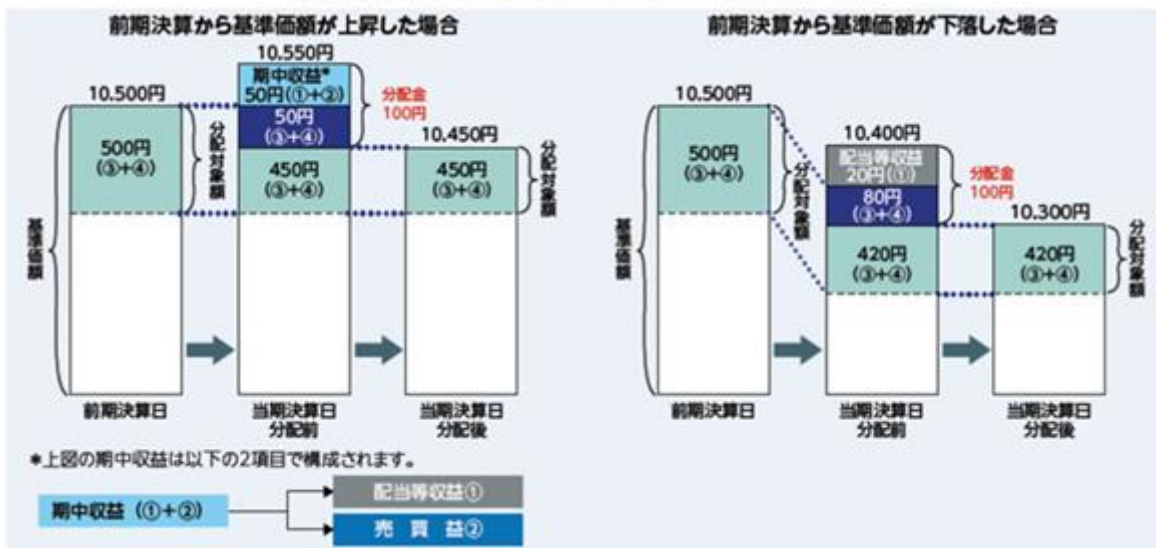 前期決算から基準価額が上昇した場合
10.500円
500円
(③+④)
分配対象額
基準価額
10.550円
期中収益*
50円(①+②)
50円
(③+④)
450円
(③+④)
分配金
100円
10.450円
450円
(③+④)
分配対象額
前期決算日
当期決算日
分配前
当期決算日
分配後
*上図の期中収益は以下の2項目で構成されます。
期中収益(①+②)
配当等収益①
売買益②
前期決算から基準価額が下落した場合
10.500円
500円
(③+④)
分配対象額
基準価額
10.400円
配当等収益
20円(①)
80円
(③+④)
420円
(③+④)
分配金
100円
10.300円
420円
(③+④)
分配対象額
前期決算日
当期決算日
分配前
当期決算日
分配後